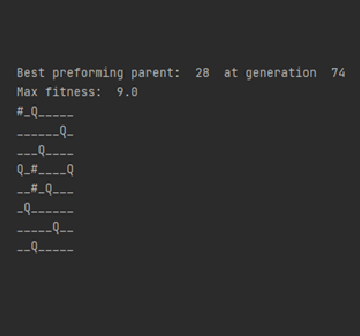 Best preforming parent:  28  at generation  74
Max fitness:  9.0
#_Q_____
______Q_
___Q____
Q_#____Q
__#_Q___
_Q______
_____Q__
__Q_____